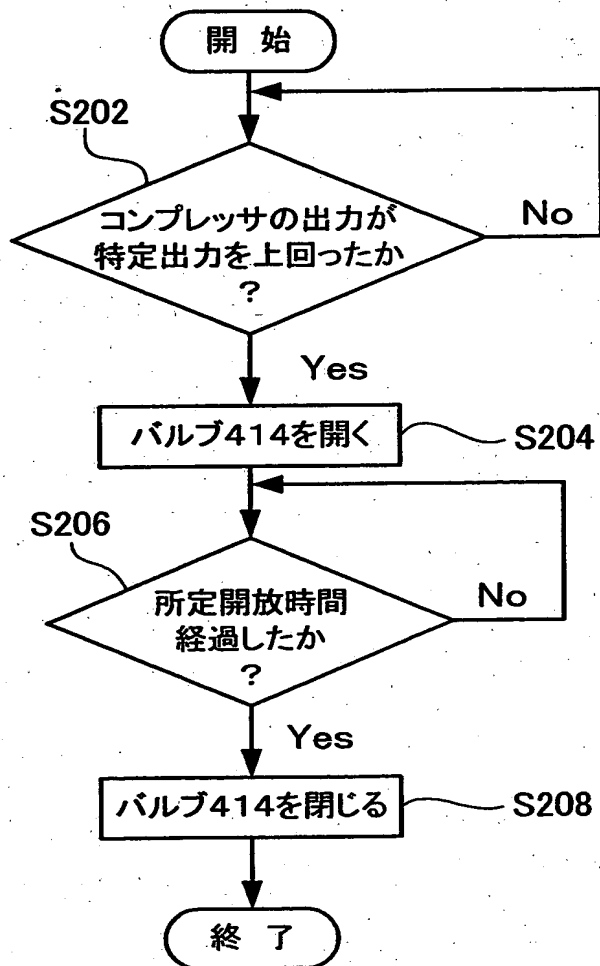 開 始
S202
コンプレッサの出力が
特定出力を上回ったか
?
No
Yes
バルブ414を開く
S204
S206
所定開放時間
経過したか
?
No
Yes
バルブ414を閉じる
S208
終 了